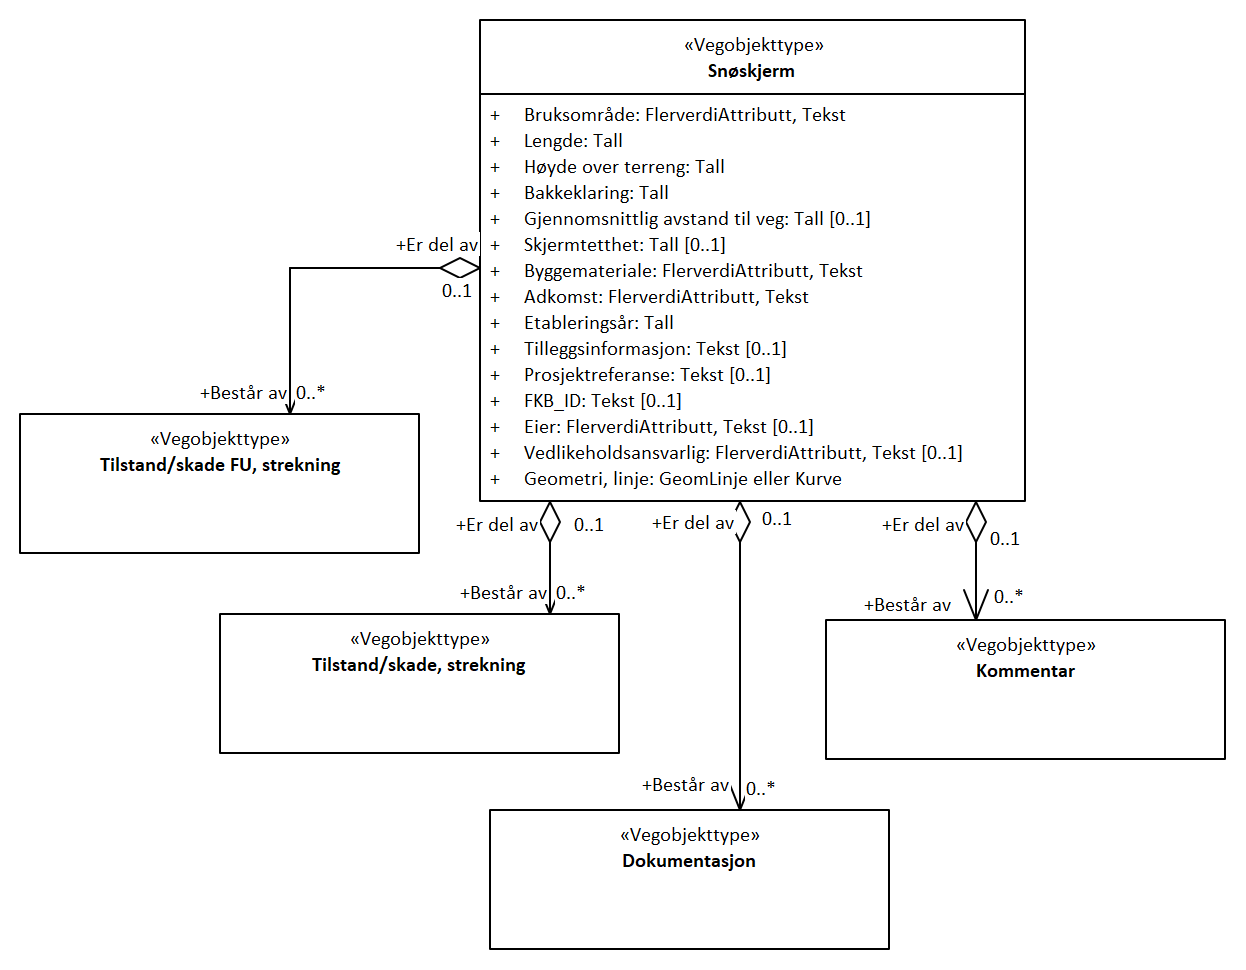 «Vegobjekttype»
Snøskjerm
+ Bruksområde: FlerverdiAttributt, Tekst
+ Lengde: Tall
+ Høyde over terreng: Tall
+ Bakkeklaring: Tall
+ Gjennomsnittlig avstand til veg: Tall [0..1]
+ Skjermtetthet: Tall [0..1]
+ Byggemateriale: FlerverdiAttributt, Tekst
+ Adkomst: FlerverdiAttributt, Tekst
+ Etableringsår: Tall
+ Tilleggsinformasjon: Tekst [0..1]
+ Prosjektreferanse: Tekst [0..1]
+ FKB_ID: Tekst [0..1]
+ Eier: FlerverdiAttributt, Tekst [0..1]
+ Vedlikeholdsansvarlig: FlerverdiAttributt, Tekst [0..1]
+ Geometri, linje: GeomLinje eller Kurve
+Er del av
0..1
+Består av 0..*
«Vegobjekttype»
Tilstand/skade FU, strekning
+Er del av 0..1
+Består av 0..*
«Vegobjekttype»
Tilstand/skade, strekning
+Er del av 0..1
+Består av 0..*
«Vegobjekttype»
Dokumentasjon
+Er del av 0..1
+Består av 0..*
«Vegobjekttype»
Kommentar